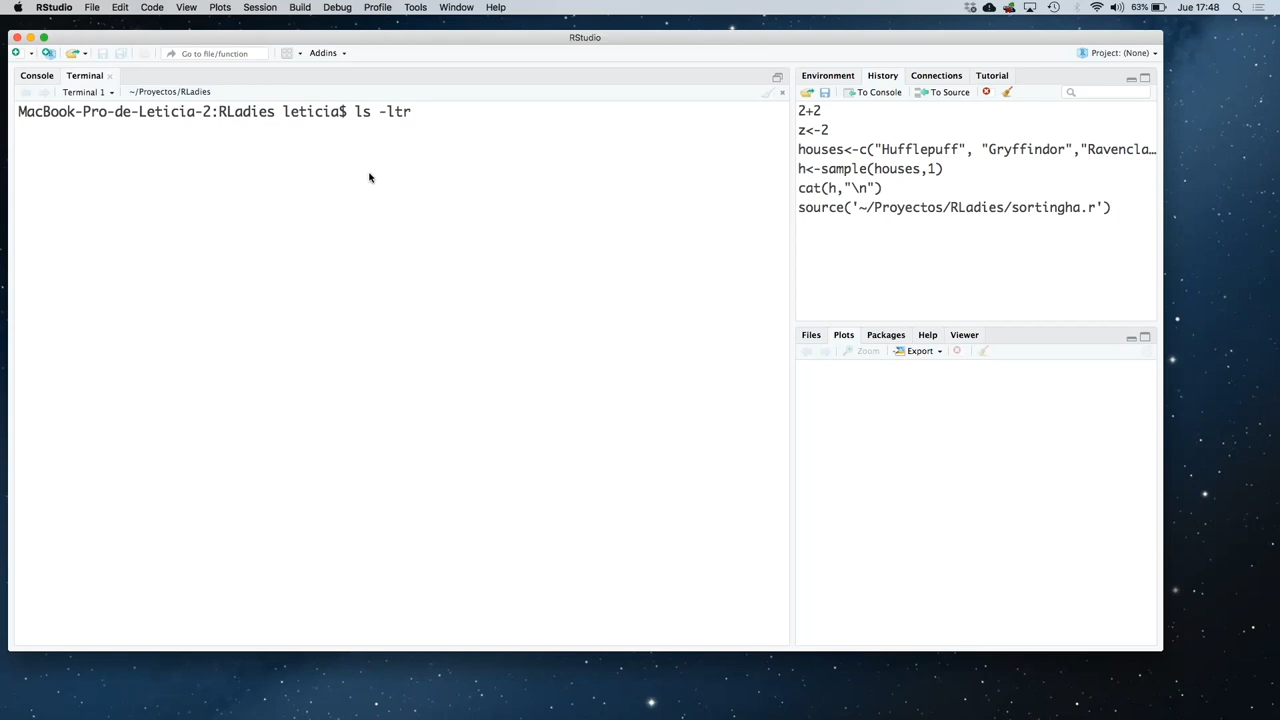 RStudio File Edit Code View Plots Session Build Debug Profile Tools Window Help 63% Jue 17:48
RStudio
Go to file/function Addins Project: (None)
Console Terminal
Terminal 1 ~/Proyectos/RLadies
MacBook-Pro-de-Leticia-2:RLadies leticia$ ls -ltr
Environment History Connections Tutorial
To Console To Source
2+2
z<-2
houses<-c("Hufflepuff", "Gryffindor","Ravencla…
h<-sample(houses,1)
cat(h,"\n")
source('~/Proyectos/RLadies/sortingha.r')
Files Plots Packages Help Viewer
Zoom Export